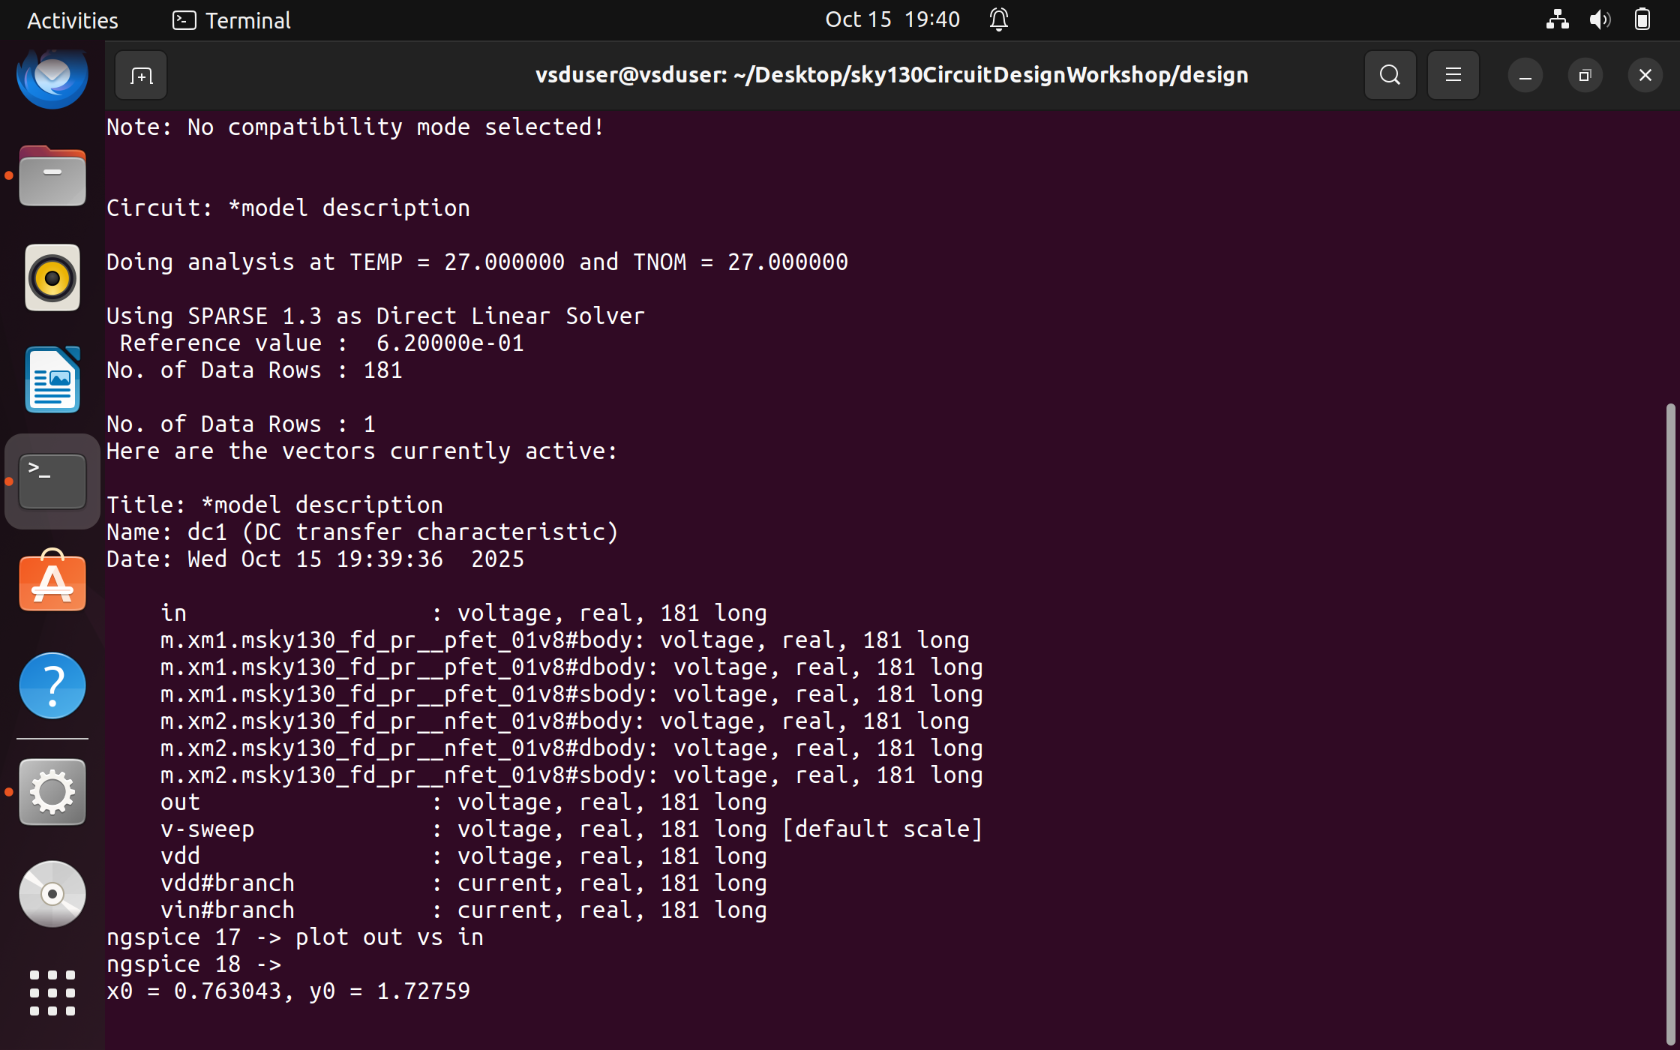 Activities
Terminal
Oct 15  19:40
vsduser@vsduser: ~/Desktop/sky130CircuitDesignWorkshop/design
Note: No compatibility mode selected!
Circuit: *model description
Doing analysis at TEMP = 27.000000 and TNOM = 27.000000
Using SPARSE 1.3 as Direct Linear Solver
 Reference value :  6.20000e-01
No. of Data Rows : 181
No. of Data Rows : 1
Here are the vectors currently active:
Title: *model description
Name: dc1 (DC transfer characteristic)
Date: Wed Oct 15 19:39:36  2025
    in                  : voltage, real, 181 long
    m.xm1.msky130_fd_pr__pfet_01v8#body: voltage, real, 181 long
    m.xm1.msky130_fd_pr__pfet_01v8#dbody: voltage, real, 181 long
    m.xm1.msky130_fd_pr__pfet_01v8#sbody: voltage, real, 181 long
    m.xm2.msky130_fd_pr__nfet_01v8#body: voltage, real, 181 long
    m.xm2.msky130_fd_pr__nfet_01v8#dbody: voltage, real, 181 long
    m.xm2.msky130_fd_pr__nfet_01v8#sbody: voltage, real, 181 long
    out                 : voltage, real, 181 long
    v-sweep             : voltage, real, 181 long [default scale]
    vdd                 : voltage, real, 181 long
    vdd#branch          : current, real, 181 long
    vin#branch          : current, real, 181 long
ngspice 17 -> plot out vs in
ngspice 18 ->
x0 = 0.763043, y0 = 1.72759